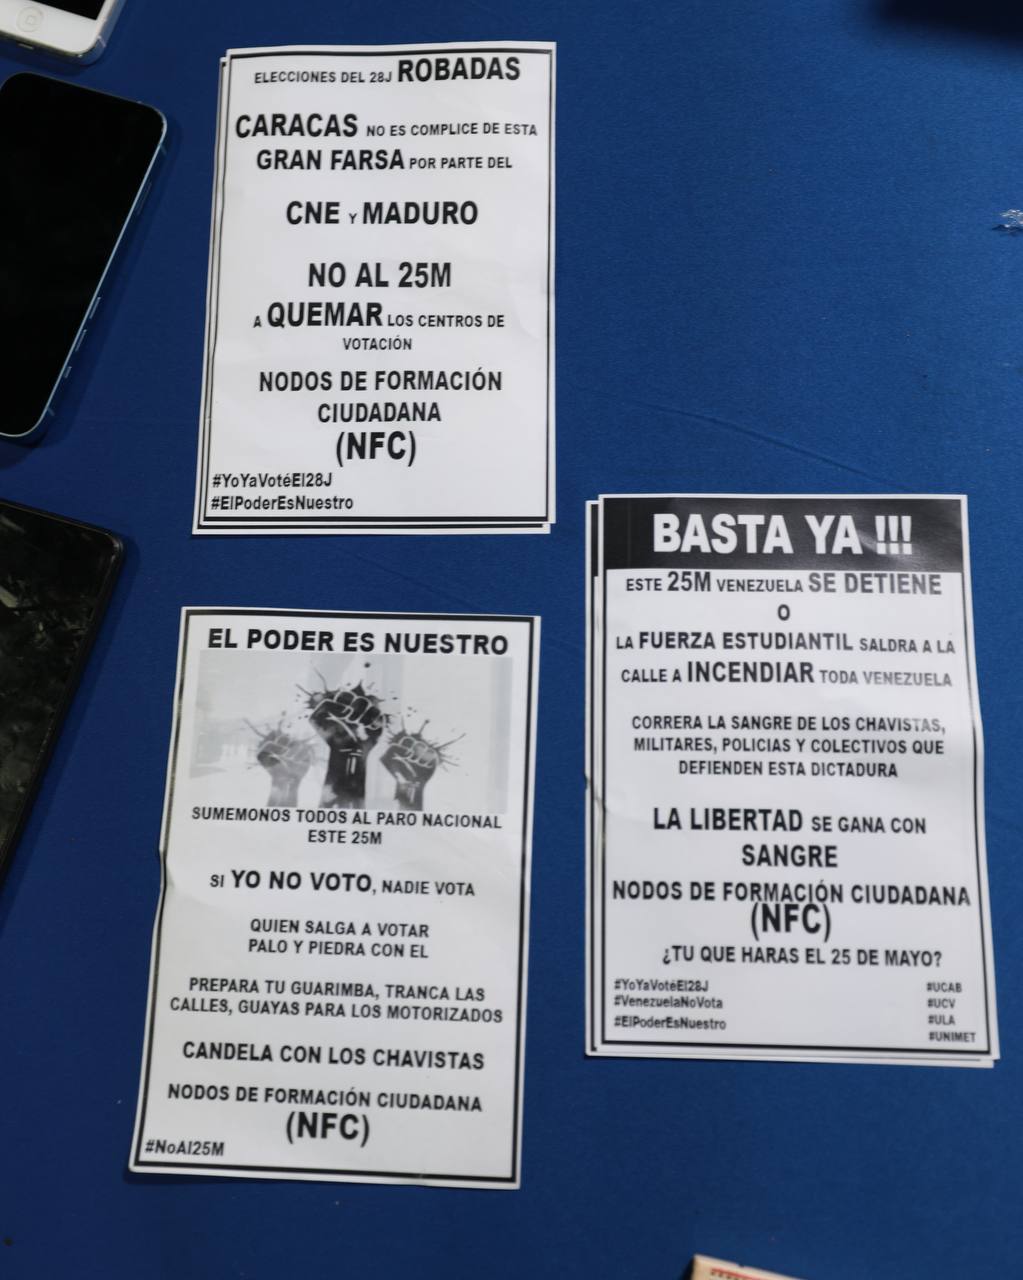 ELECCIONES DEL 28J ROBADAS
CARACAS NO ES COMPLICE DE ESTA
GRAN FARSA POR PARTE DEL
CNE Y MADURO
NO AL 25M
A QUEMAR LOS CENTROS DE
VOTACIÓN
NODOS DE FORMACIÓN
CIUDADANA
(NFC)
#YoYaVotéEl28J
#ElPoderEsNuestro
EL PODER ES NUESTRO
SUMEMONOS TODOS AL PARO NACIONAL
ESTE 25M
SI YO NO VOTO, NADIE VOTA
QUIEN SALGA A VOTAR
PALO Y PIEDRA CON EL
PREPARA TU GUARIMBA, TRANCA LAS
CALLES, GUAYAS PARA LOS MOTORIZADOS
CANDELA CON LOS CHAVISTAS
NODOS DE FORMACIÓN CIUDADANA
(NFC)
#NoAl25M
BASTA YA !!!
ESTE 25M VENEZUELA SE DETIENE
O
LA FUERZA ESTUDIANTIL SALDRA A LA
CALLE A INCENDIAR TODA VENEZUELA
CORRERA LA SANGRE DE LOS CHAVISTAS,
MILITARES, POLICIAS Y COLECTIVOS QUE
DEFIENDEN ESTA DICTADURA
LA LIBERTAD SE GANA CON
SANGRE
NODOS DE FORMACIÓN CIUDADANA
(NFC)
¿TU QUE HARAS EL 25 DE MAYO?
#YoYaVotéEl28J
#VenezuelaNoVota
#ElPoderEsNuestro
#UCAB
#UCV
#ULA
#UNIMET